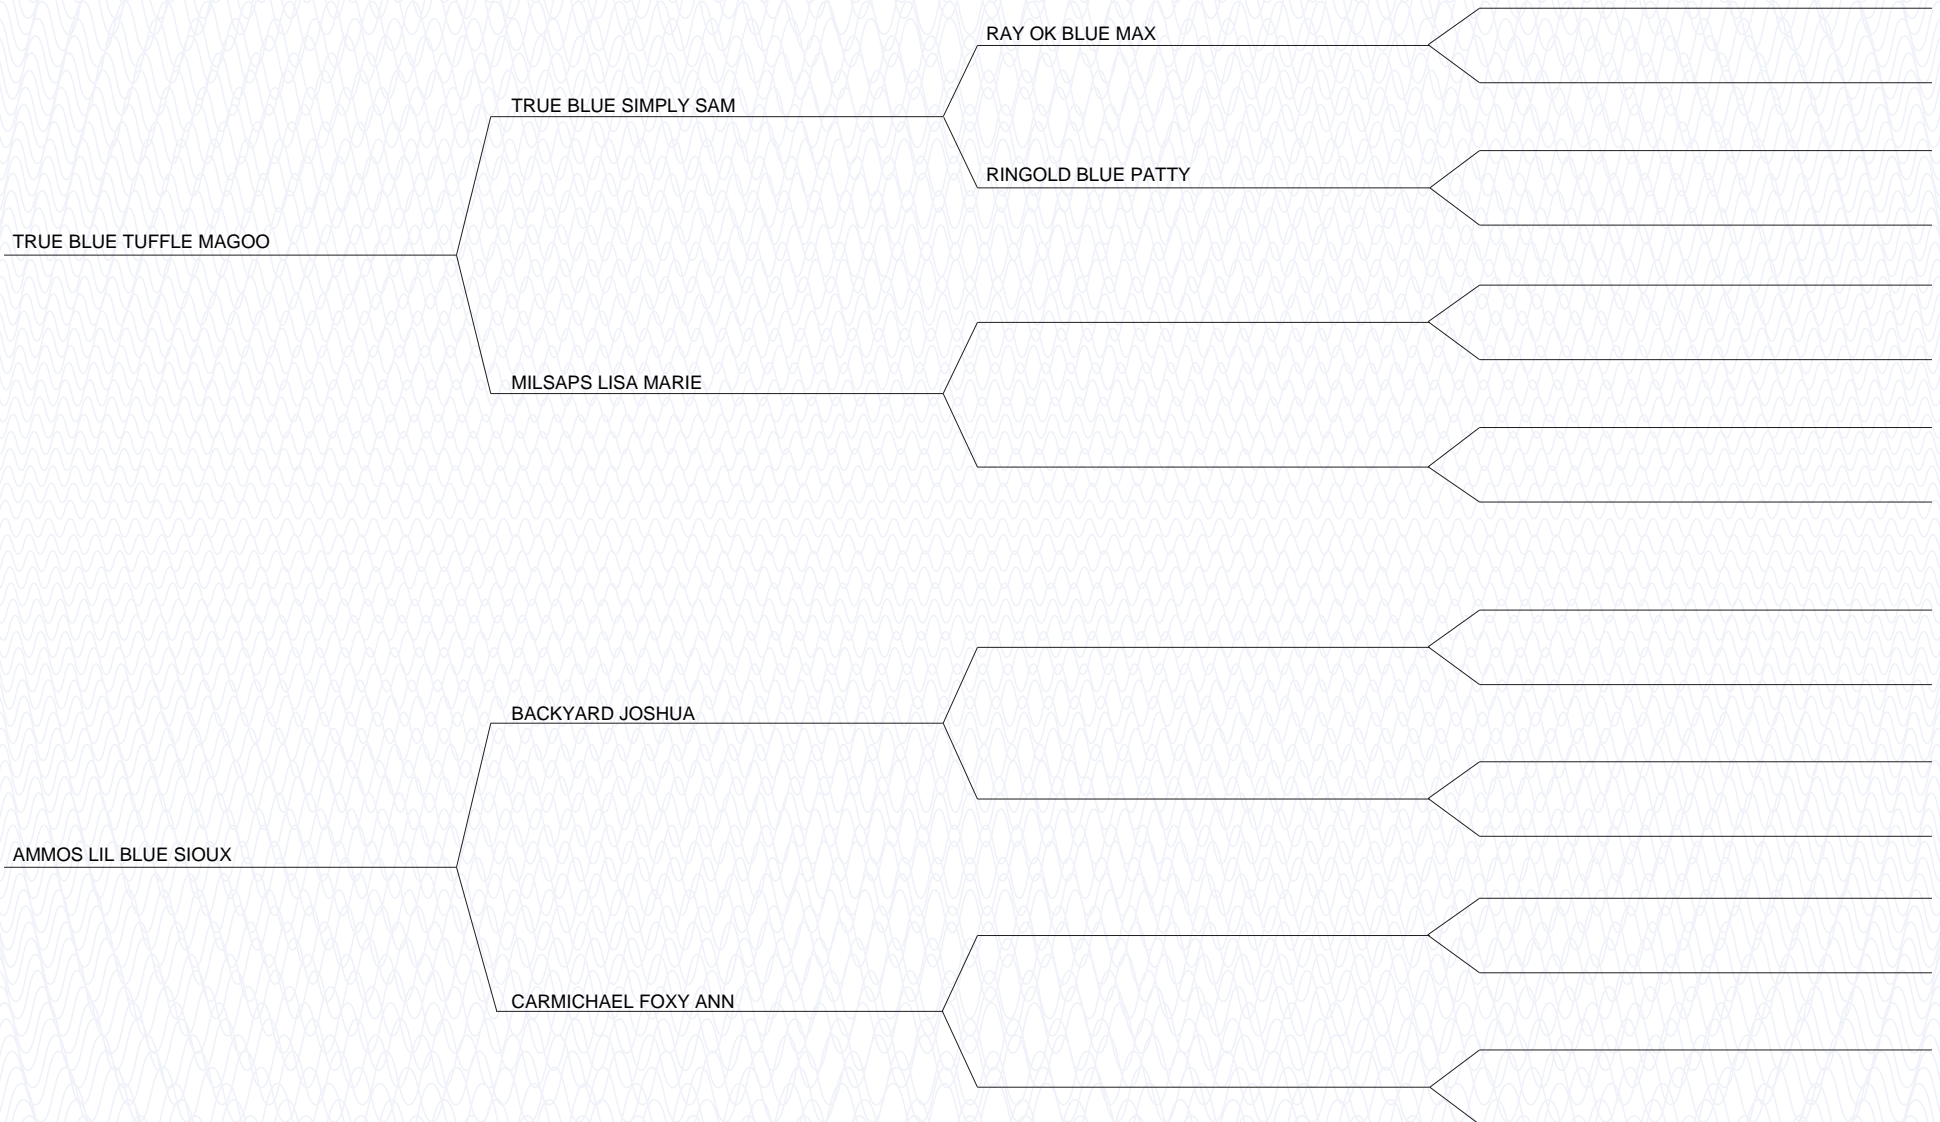 RAY OK BLUE MAX
TRUE BLUE SIMPLY SAM
RINGOLD BLUE PATTY
TRUE BLUE TUFFLE MAGOO
MILSAPS LISA MARIE
BACKYARD JOSHUA
AMMOS LIL BLUE SIOUX
CARMICHAEL FOXY ANN